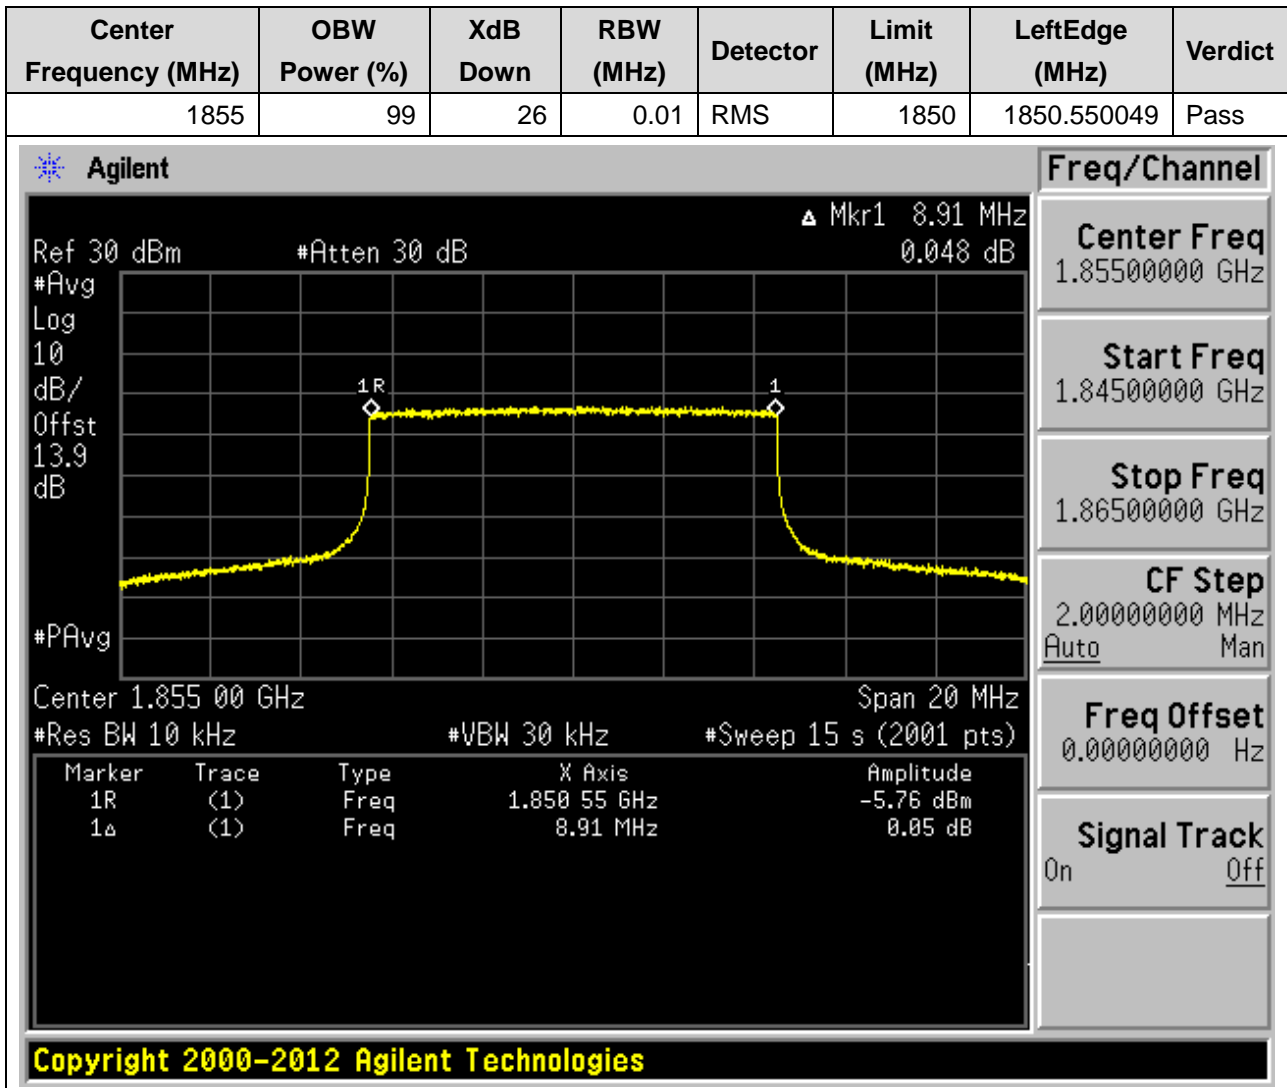 Center Frequency (MHz) OBW Power (%) XdB Down RBW (MHz) Detector Limit (MHz) LeftEdge (MHz) Verdict
1855 99 26 0.01 RMS 1850 1850.550049 Pass
Agilent
Freq/Channel
Δ Mkr1 8.91 MHz
Ref 30 dBm #Atten 30 dB 0.048 dB
#Avg
Log
10
dB/
Offst
13.9
dB
1R 1
#PAvg
Center 1.855 00 GHz Span 20 MHz
#Res BW 10 kHz #VBW 30 kHz #Sweep 15 s (2001 pts)
Marker Trace Type X Axis Amplitude
1R (1) Freq 1.850 55 GHz -5.76 dBm
1Δ (1) Freq 8.91 MHz 0.05 dB
Center Freq
1.85500000 GHz
Start Freq
1.84500000 GHz
Stop Freq
1.86500000 GHz
CF Step
2.00000000 MHz
Auto Man
Freq Offset
0.00000000 Hz
Signal Track
On Off
Copyright 2000-2012 Agilent Technologies